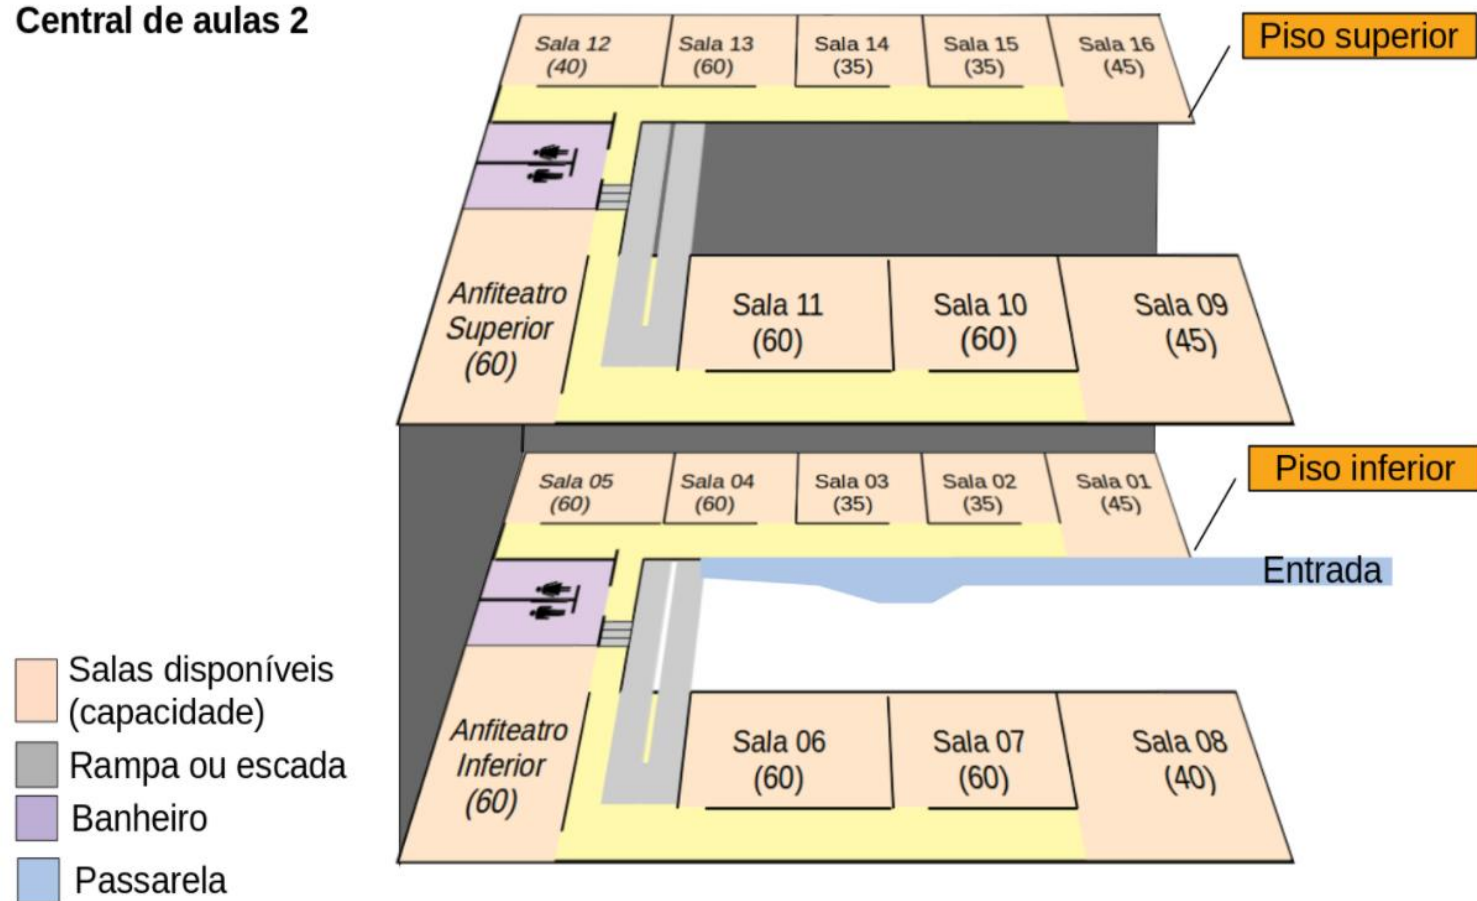 Central de aulas 2
Piso superior
Sala 12
(40)
Sala 13
(60)
Sala 14
(35)
Sala 15
(35)
Sala 16
(45)
Anfiteatro
Superior
(60)
Sala 11
(60)
Sala 10
(60)
Sala 09
(45)
Piso inferior
Sala 05
(60)
Sala 04
(60)
Sala 03
(35)
Sala 02
(35)
Sala 01
(45)
Entrada
Anfiteatro
Inferior
(60)
Sala 06
(60)
Sala 07
(60)
Sala 08
(40)
Salas disponíveis
(capacidade)
Rampa ou escada
Banheiro
Passarela